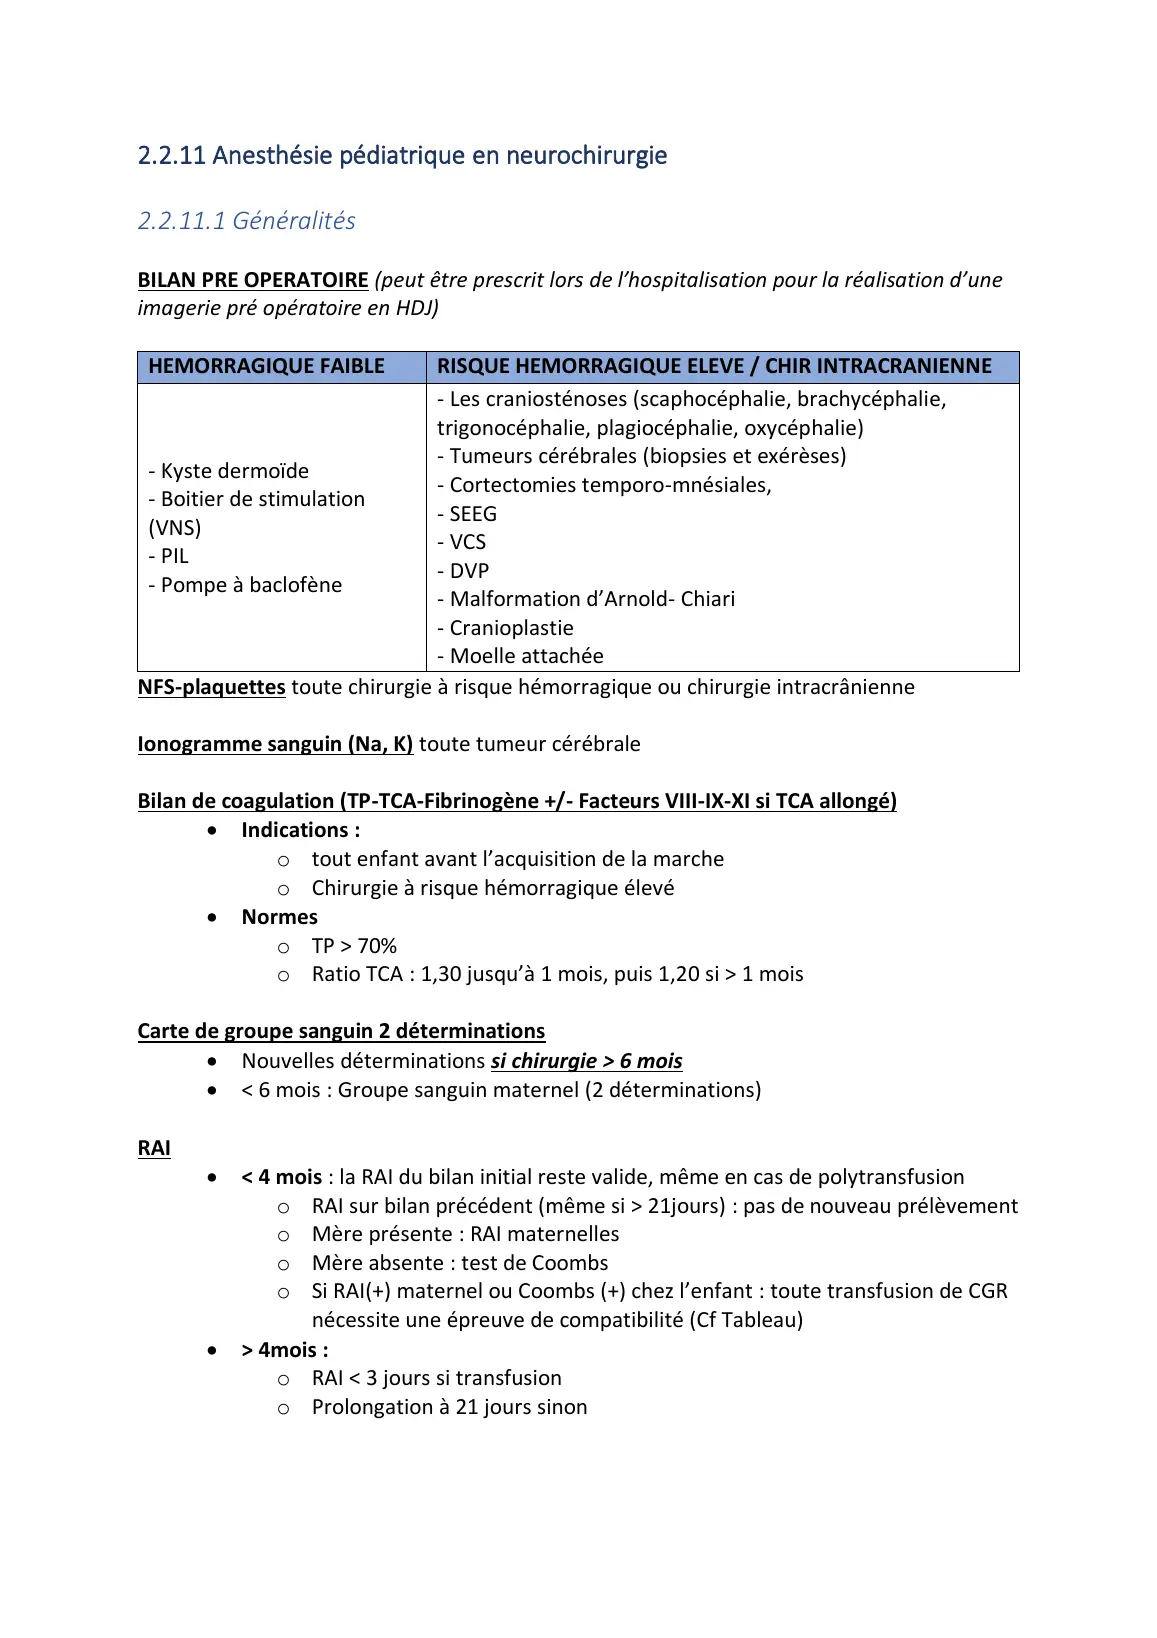 2.2.11 Anesthésie pédiatrique en neurochirurgie
2.2.11.1 Généralités
BILAN PRE OPERATOIRE (peut être prescrit lors de l’hospitalisation pour la réalisation d’une
imagerie pré opératoire en HDJ)
HEMORRAGIQUE FAIBLE
- Kyste dermoïde
- Boitier de stimulation
(VNS)
- PIL
- Pompe à baclofène
RISQUE HEMORRAGIQUE ELEVE / CHIR INTRACRANIENNE
- Les craniosténoses (scaphocéphalie, brachycéphalie,
trigonocéphalie, plagiocéphalie, oxycéphalie)
- Tumeurs cérébrales (biopsies et exérèses)
- Cortectomies temporo-mnésiales,
- SEEG
- VCS
- DVP
- Malformation d’Arnold- Chiari
- Cranioplastie
- Moelle attachée
NFS-plaquettes toute chirurgie à risque hémorragique ou chirurgie intracrânienne
Ionogramme sanguin (Na, K) toute tumeur cérébrale
Bilan de coagulation (TP-TCA-Fibrinogène +/- Facteurs VIII-IX-XI si TCA allongé)
• Indications :
o tout enfant avant l’acquisition de la marche
o Chirurgie à risque hémorragique élevé
• Normes
o TP > 70%
o Ratio TCA : 1,30 jusqu’à 1 mois, puis 1,20 si > 1 mois
Carte de groupe sanguin 2 déterminations
• Nouvelles déterminations si chirurgie > 6 mois
• < 6 mois : Groupe sanguin maternel (2 déterminations)
RAI
• < 4 mois : la RAI du bilan initial reste valide, même en cas de polytransfusion
o RAI sur bilan précédent (même si > 21jours) : pas de nouveau prélèvement
o Mère présente : RAI maternelles
o Mère absente : test de Coombs
o Si RAI(+) maternel ou Coombs (+) chez l’enfant : toute transfusion de CGR
nécessite une épreuve de compatibilité (Cf Tableau)
• > 4mois :
o RAI < 3 jours si transfusion
o Prolongation à 21 jours sinon